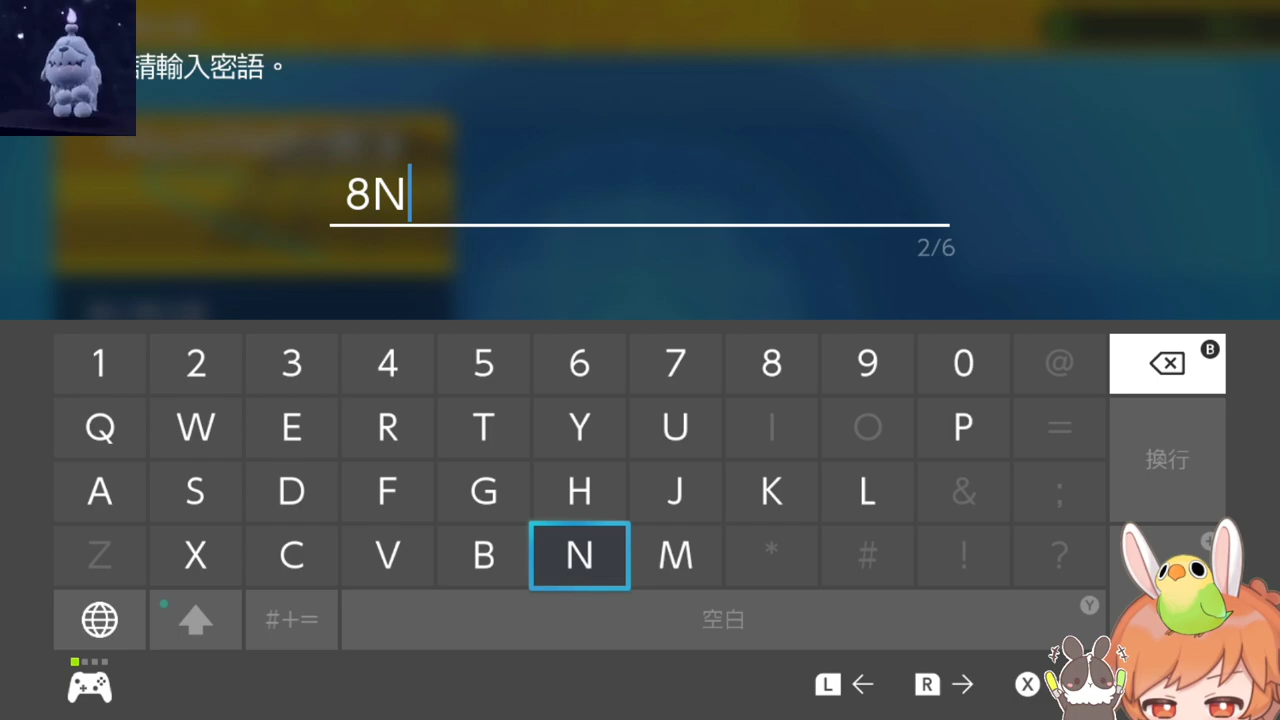 請輸入密語。
8N
2/6
1 2 3 4 5 6 7 8 9 0 @ B
Q W E R T Y U I O P =
換行
A S D F G H J K L & ;
Z X C V B N M * # ! ?
#+= 空白 Y
L ← R → X